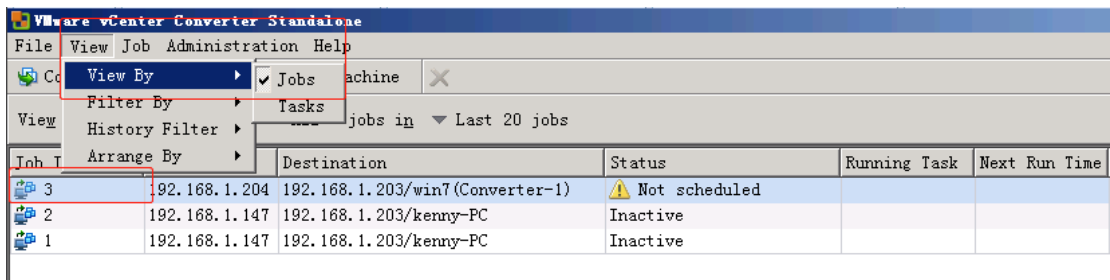 VMware vCenter Converter Standalone
File View Job Administration Help
Co View By Jobs achine
View Filter By Tasks jobs in Last 20 jobs
History Filter
Job I Arrange By Destination Status Running Task Next Run Time
3 192.168.1.204 192.168.1.203/win7(Converter-1) Not scheduled
2 192.168.1.147 192.168.1.203/kenny-PC Inactive
1 192.168.1.147 192.168.1.203/kenny-PC Inactive